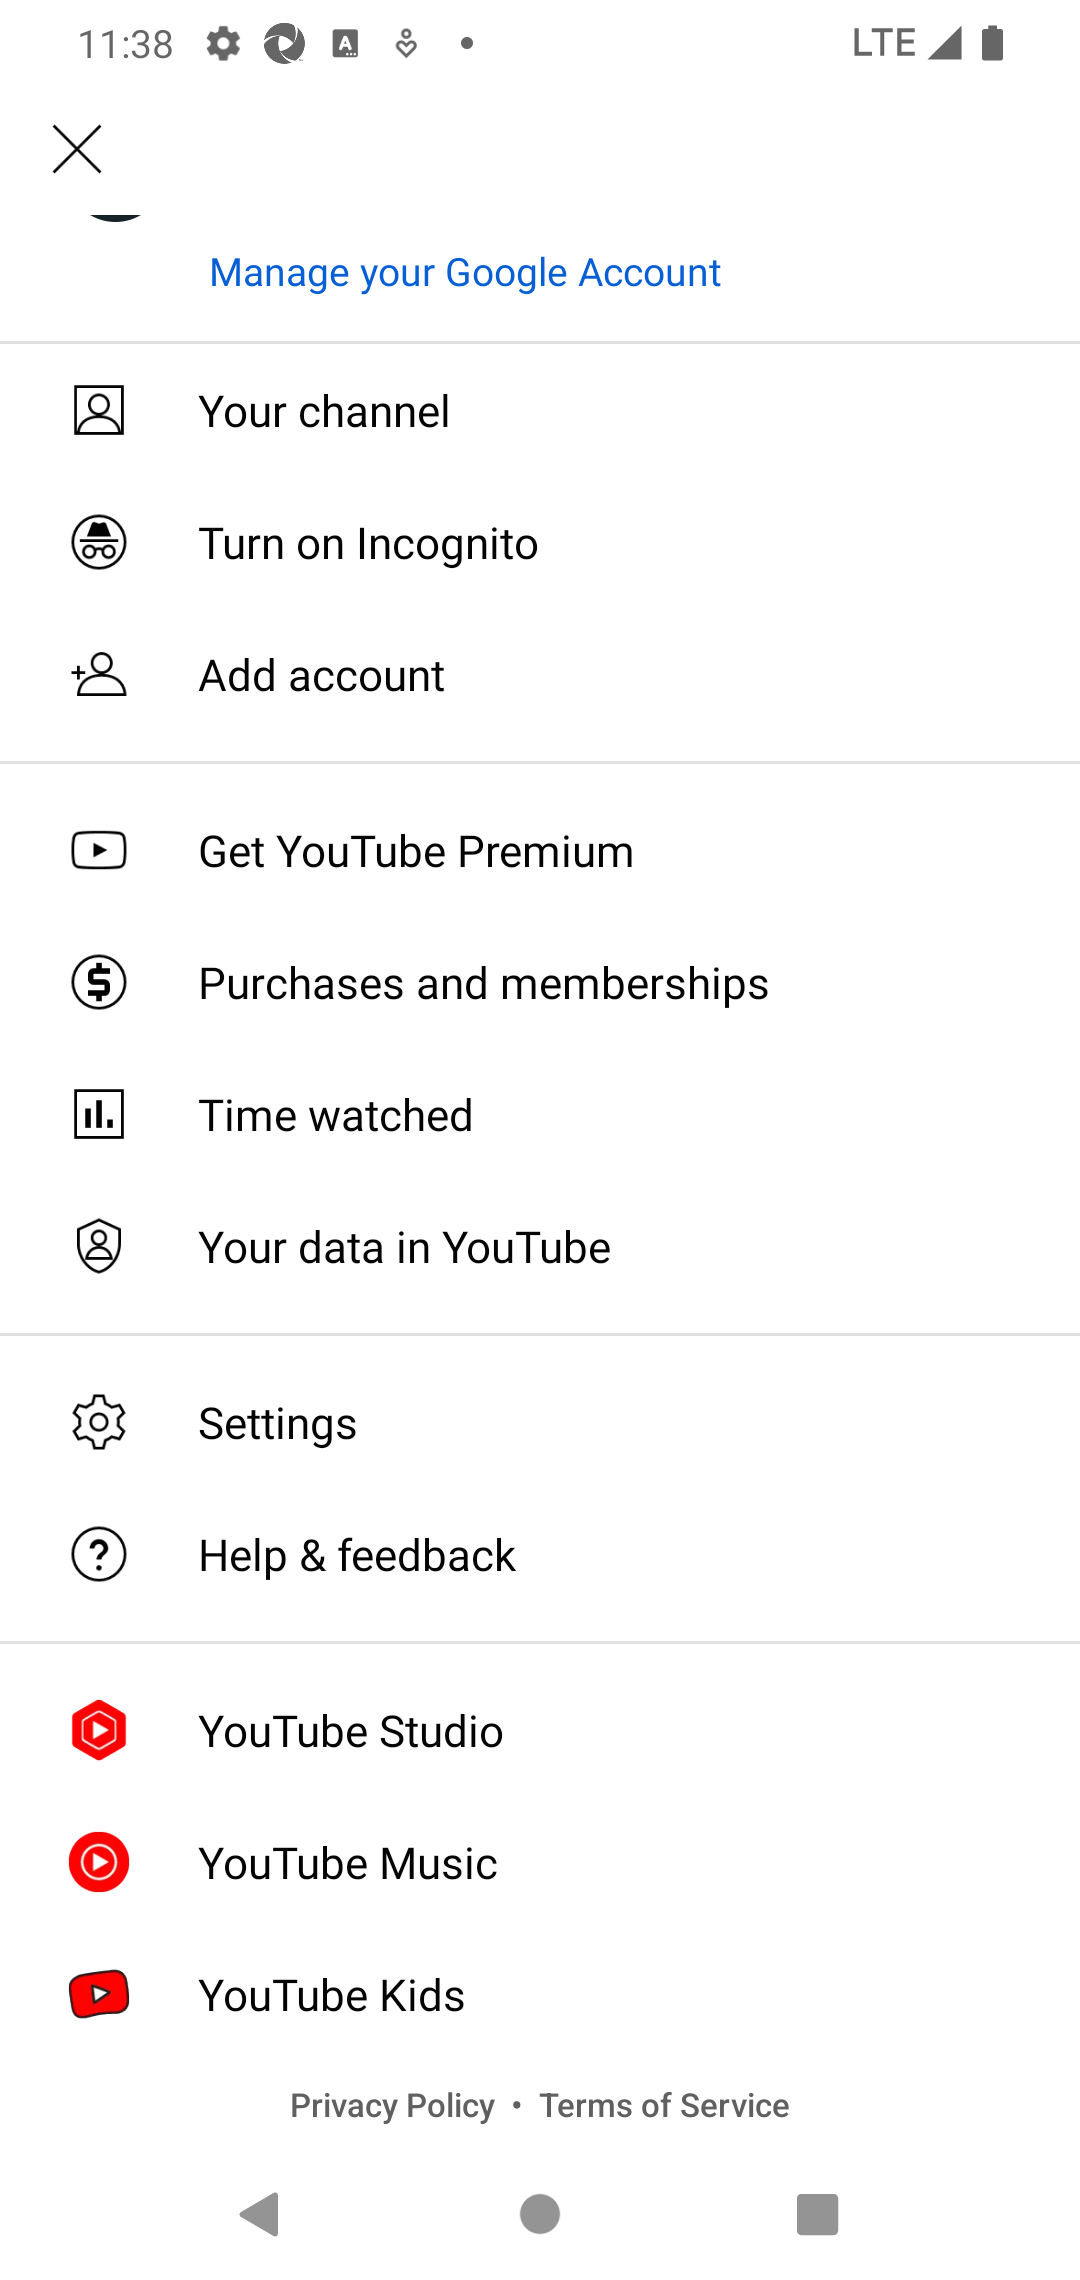 11:38
LTE
Manage your Google Account
Your channel
Turn on Incognito
Add account
Get YouTube Premium
Purchases and memberships
Time watched
Your data in YouTube
Settings
Help & feedback
YouTube Studio
YouTube Music
YouTube Kids
Privacy Policy • Terms of Service